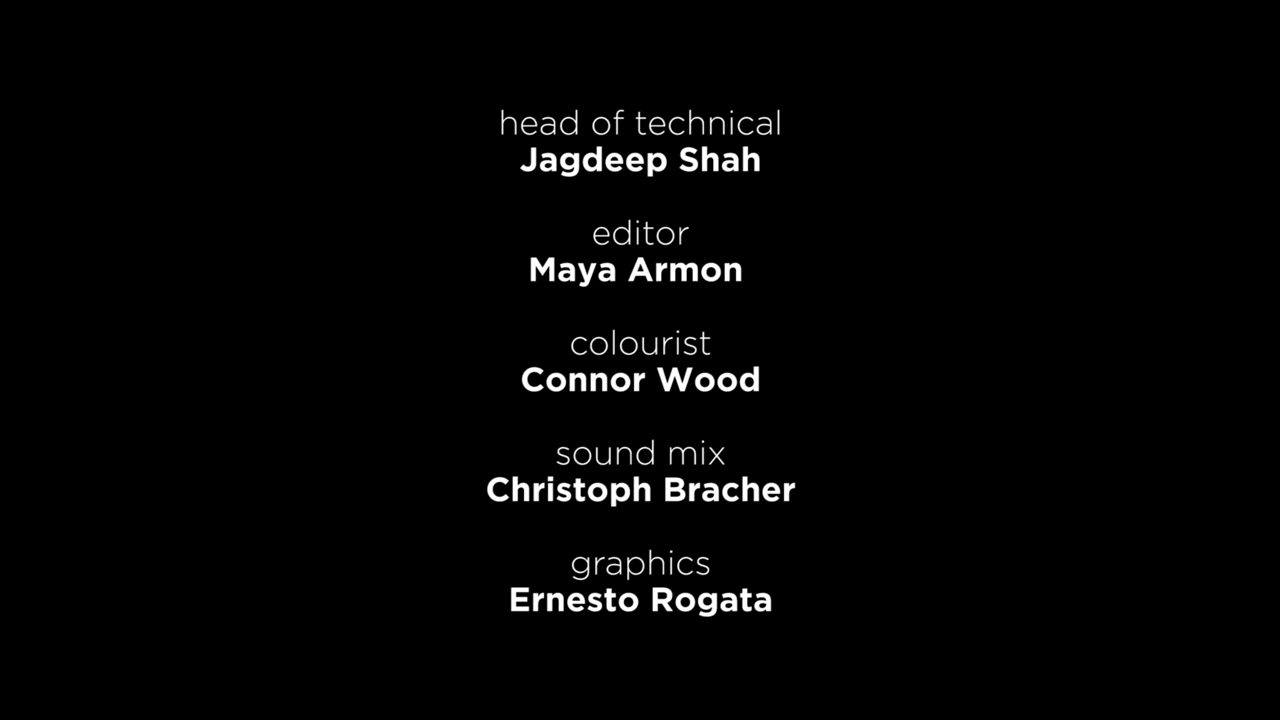 head of technical
Jagdeep Shah
editor
Maya Armon
colourist
Connor Wood
sound mix
Christoph Bracher
graphics
Ernesto Rogata